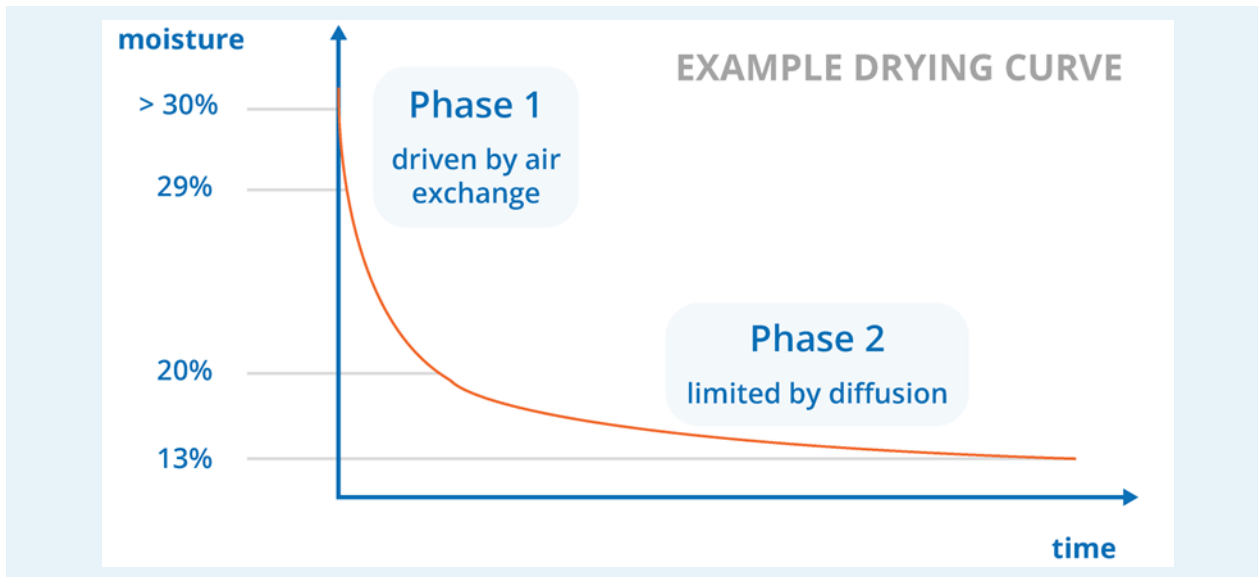 moisture
EXAMPLE DRYING CURVE
> 30%
Phase 1
driven by air
exchange
29%
Phase 2
limited by diffusion
20%
13%
time